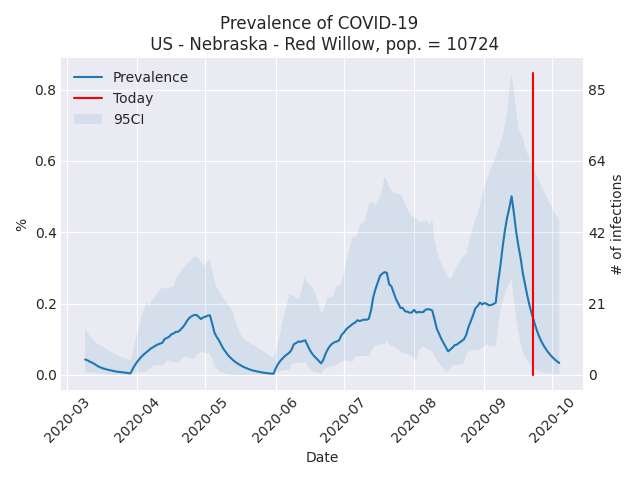 Prevalence of COVID-19
US - Nebraska - Red Willow, pop. = 10724
Prevalence
Today
95CI
0.8
0.6
0.4
0.2
0.0
%
85
64
42
21
0
# of infections
2020-03
2020-04
2020-05
2020-06
2020-07
2020-08
2020-09
2020-10
Date